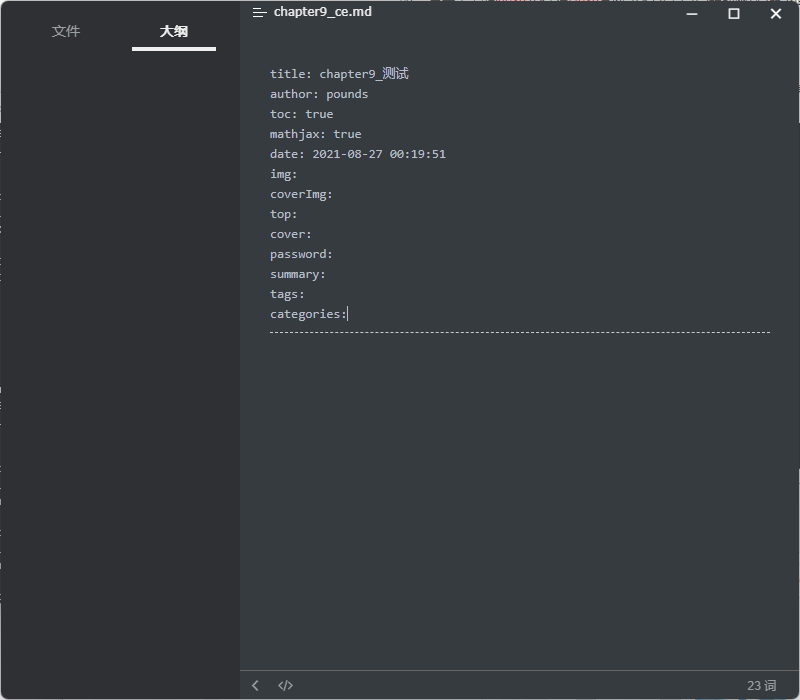 文件
大纲
chapter9_ce.md
title: chapter9_测试
author: pounds
toc: true
mathjax: true
date: 2021-08-27 00:19:51
img:
coverImg:
top:
cover:
password:
summary:
tags:
categories:
</>
23 词